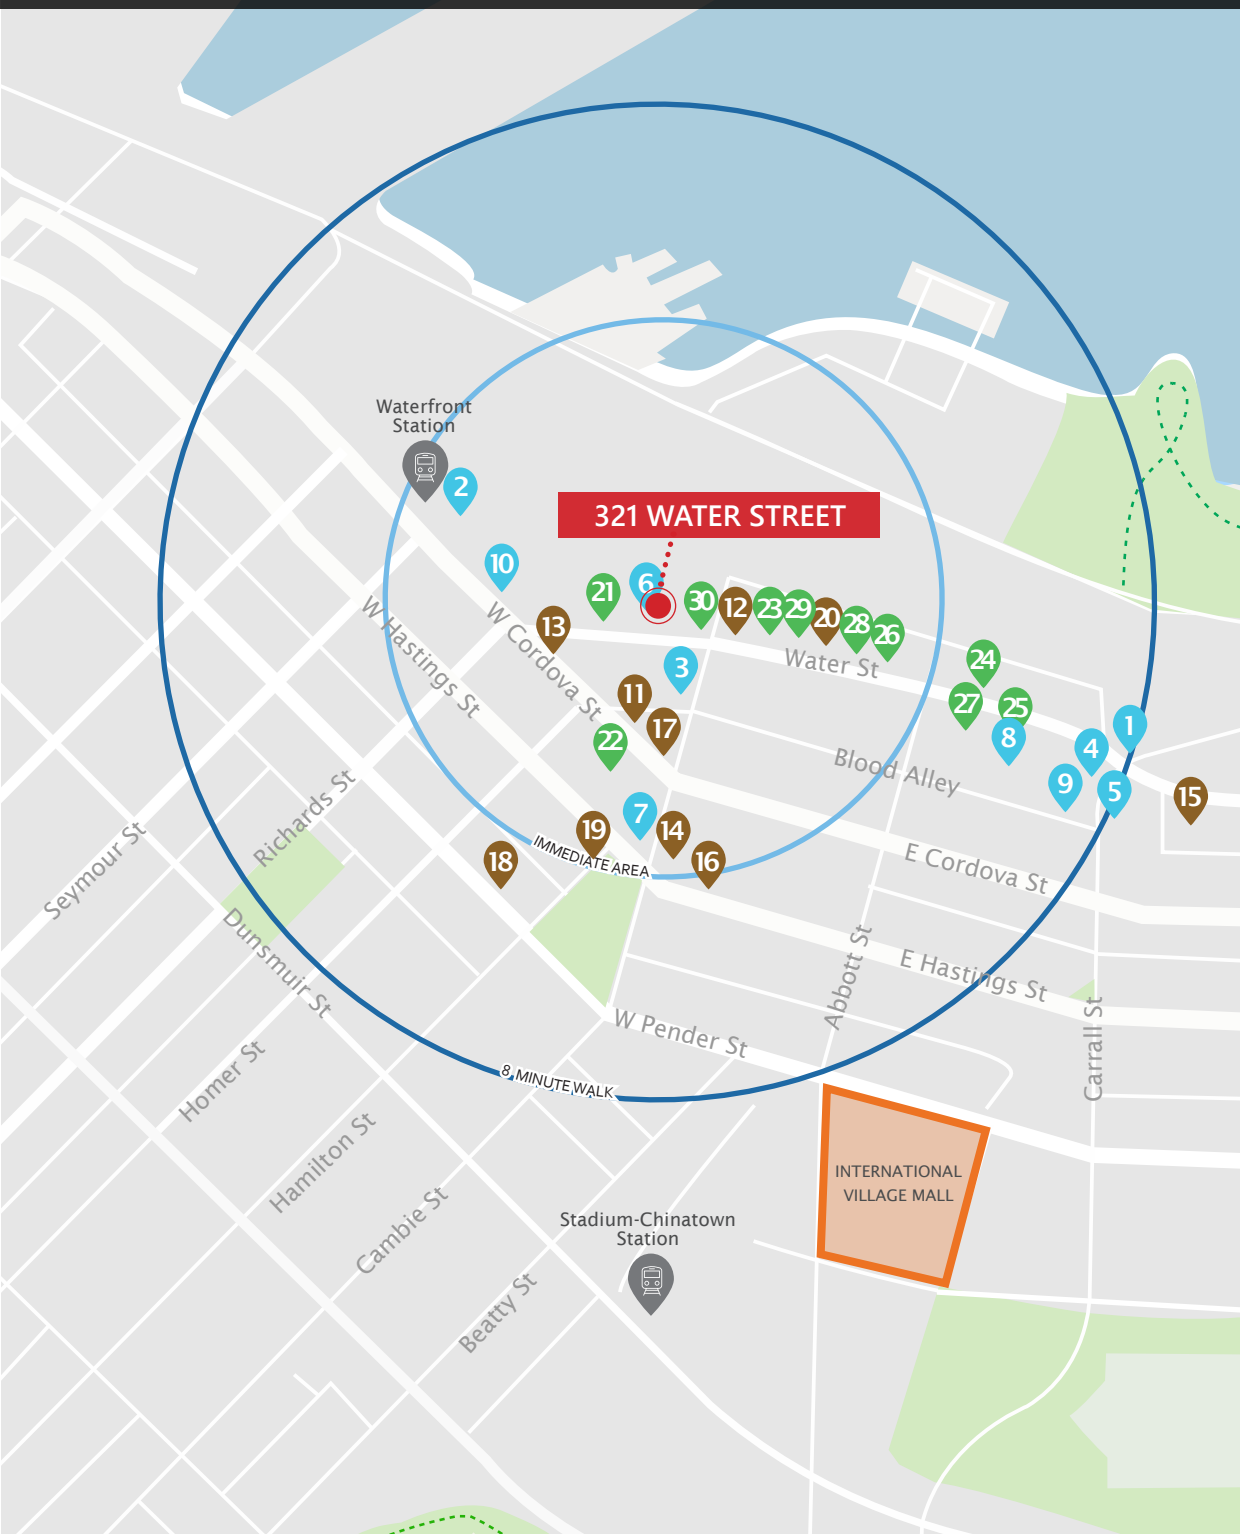 Waterfront
Station
2
321 WATER STREET
10
6
21
30
12
23
29
20
28
26
13
W Hastings St
W Cordova St
Water St
3
24
11
27
25
17
22
8
1
4
Blood Alley
9
5
15
7
19
14
IMMEDIATE AREA
16
18
Richards St
Seymour St
E Cordova St
Dunsmuir St
Abbott St
E Hastings St
W Pender St
Carrall St
Homer St
8 MINUTE WALK
Hamilton St
INTERNATIONAL
VILLAGE MALL
Cambie St
Stadium-Chinatown
Station
Beatty St